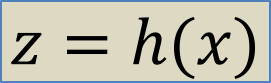 z = h(x)